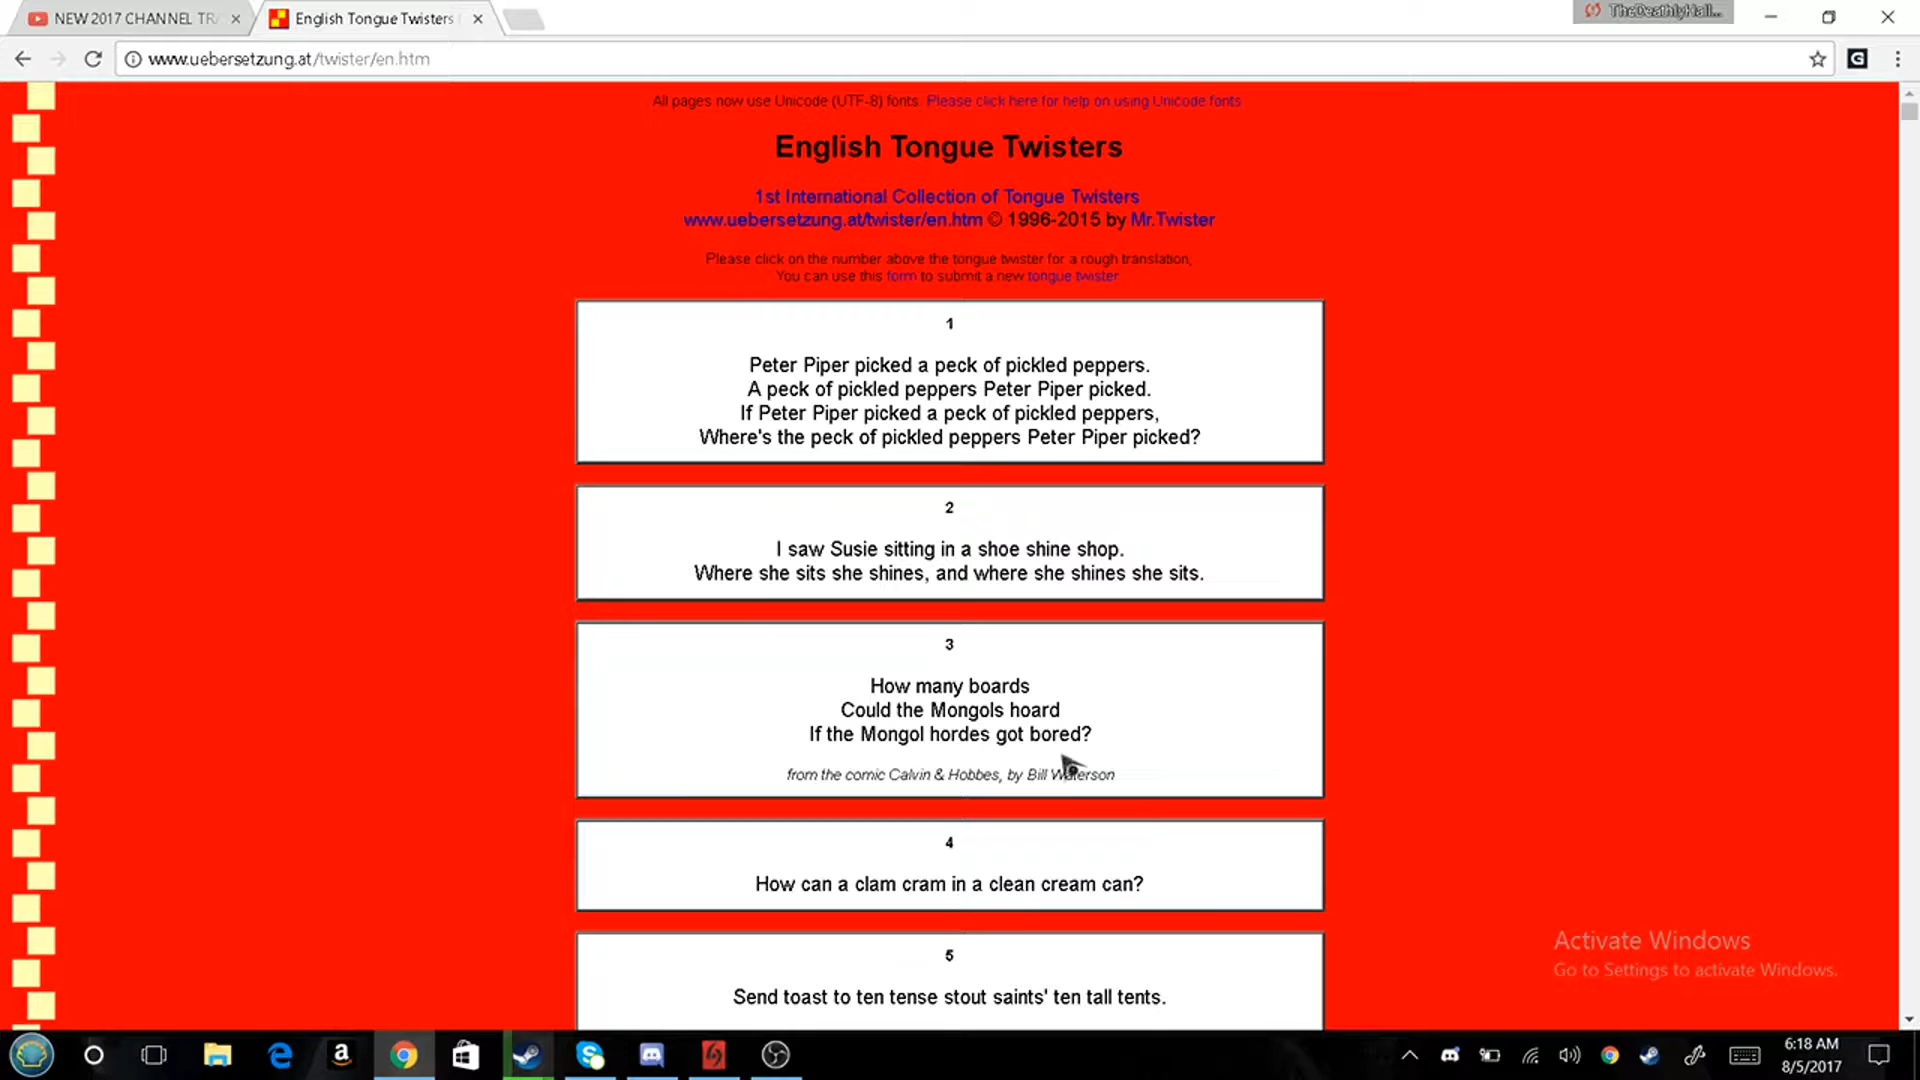 NEW 2017 CHANNEL TRA
English Tongue Twisters
TheDeathlyHall...
www.uebersetzung.at/twister/en.htm
All pages now use Unicode (UTF-8) fonts. Please click here for help on using Unicode fonts
English Tongue Twisters
1st International Collection of Tongue Twisters
www.uebersetzung.at/twister/en.htm © 1996-2015 by Mr.Twister
Please click on the number above the tongue twister for a rough translation,
You can use this form to submit a new tongue twister
1
Peter Piper picked a peck of pickled peppers.
A peck of pickled peppers Peter Piper picked.
If Peter Piper picked a peck of pickled peppers,
Where's the peck of pickled peppers Peter Piper picked?
2
I saw Susie sitting in a shoe shine shop.
Where she sits she shines, and where she shines she sits.
3
How many boards
Could the Mongols hoard
If the Mongol hordes got bored?
from the comic Calvin & Hobbes, by Bill Waterson
4
How can a clam cram in a clean cream can?
5
Send toast to ten tense stout saints' ten tall tents.
Activate Windows
Go to Settings to activate Windows.
6:18 AM
8/5/2017